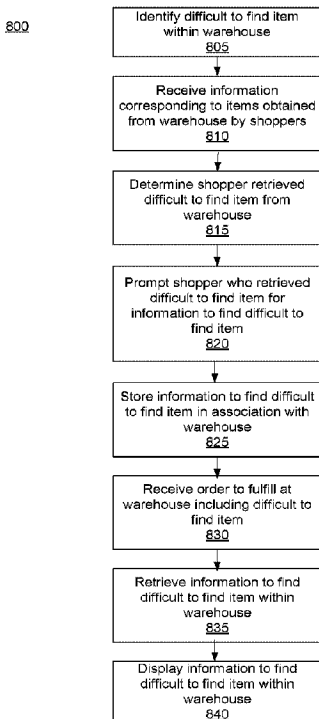 800
Identify difficult to find item
within warehouse
805
Receive information
corresponding to items obtained
from warehouse by shoppers
810
Determine shopper retrieved
difficult to find item from
warehouse
815
Prompt shopper who retrieved
difficult to find item for
information to find difficult to
find item
820
Store information to find difficult
to find item in association with
warehouse
825
Receive order to fulfill at
warehouse including difficult to
find item
830
Retrieve information to find
difficult to find item within
warehouse
835
Display information to find
difficult to find item within
warehouse
840